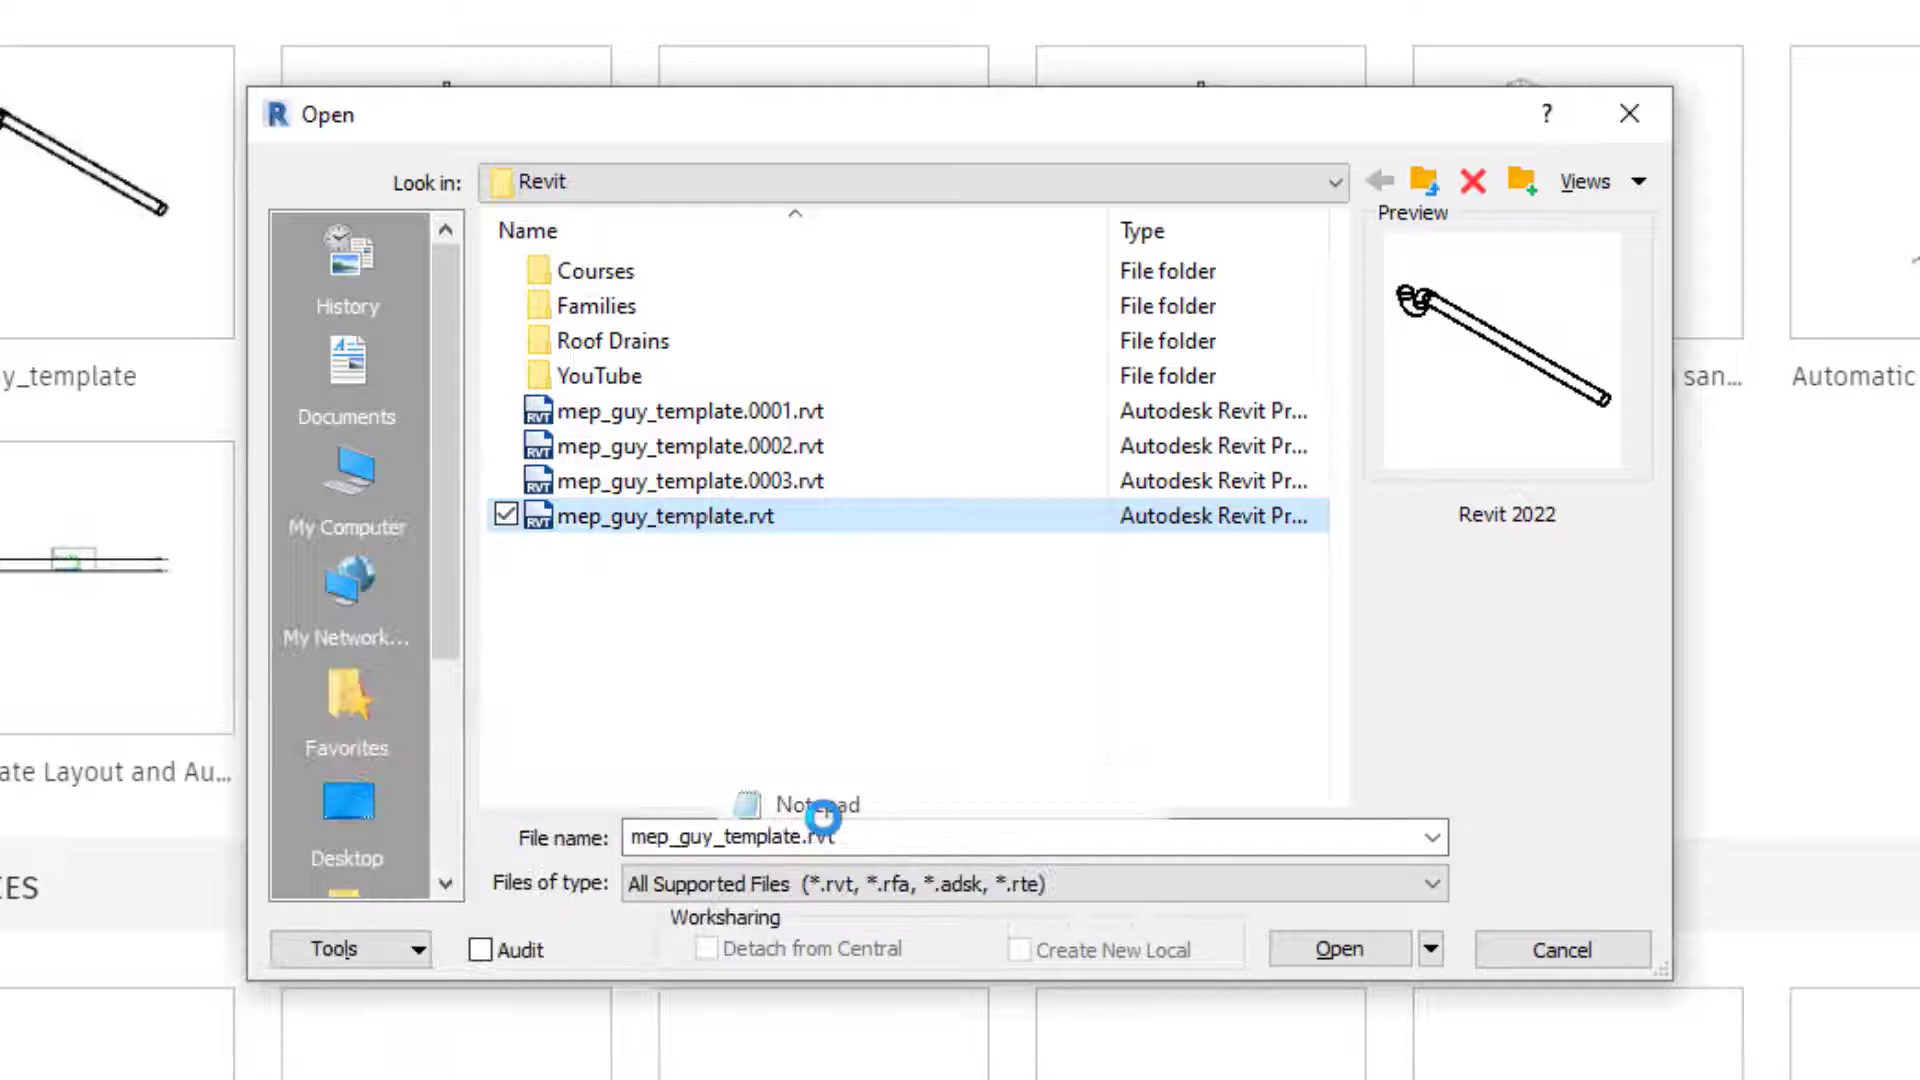 Open
?
Look in:
Revit
Views
Preview
Name
Type
History
Documents
My Computer
My Network...
Favorites
Desktop
Courses
File folder
Families
File folder
Roof Drains
File folder
YouTube
File folder
mep_guy_template.0001.rvt
Autodesk Revit Pr...
mep_guy_template.0002.rvt
Autodesk Revit Pr...
mep_guy_template.0003.rvt
Autodesk Revit Pr...
mep_guy_template.rvt
Autodesk Revit Pr...
Revit 2022
Notepad
File name:
mep_guy_template.rvt
Files of type:
All Supported Files (*.rvt, *.rfa, *.adsk, *.rte)
Worksharing
Tools
Audit
Detach from Central
Create New Local
Open
Cancel
y_template
san...
Automatic
ate Layout and Au...
ES